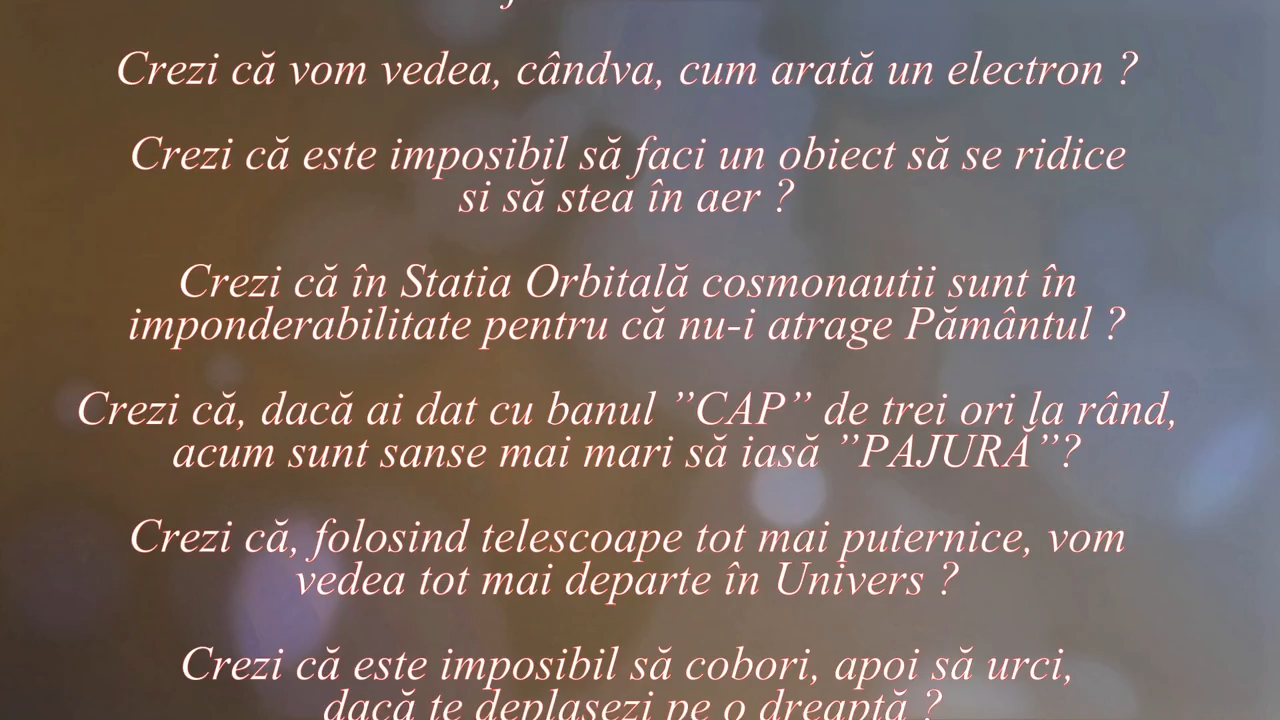 Crezi că vom vedea, cândva, cum arată un electron ?
Crezi că este imposibil să faci un obiect să se ridice
si să stea în aer ?
Crezi că în Statia Orbitală cosmonautii sunt în
imponderabilitate pentru că nu-i atrage Pământul ?
Crezi că, dacă ai dat cu banul ”CAP” de trei ori la rând,
acum sunt sanse mai mari să iasă ”PAJURĂ”?
Crezi că, folosind telescoape tot mai puternice, vom
vedea tot mai departe în Univers ?
Crezi că este imposibil să cobori, apoi să urci,
dacă te deplasezi pe o dreaptă ?